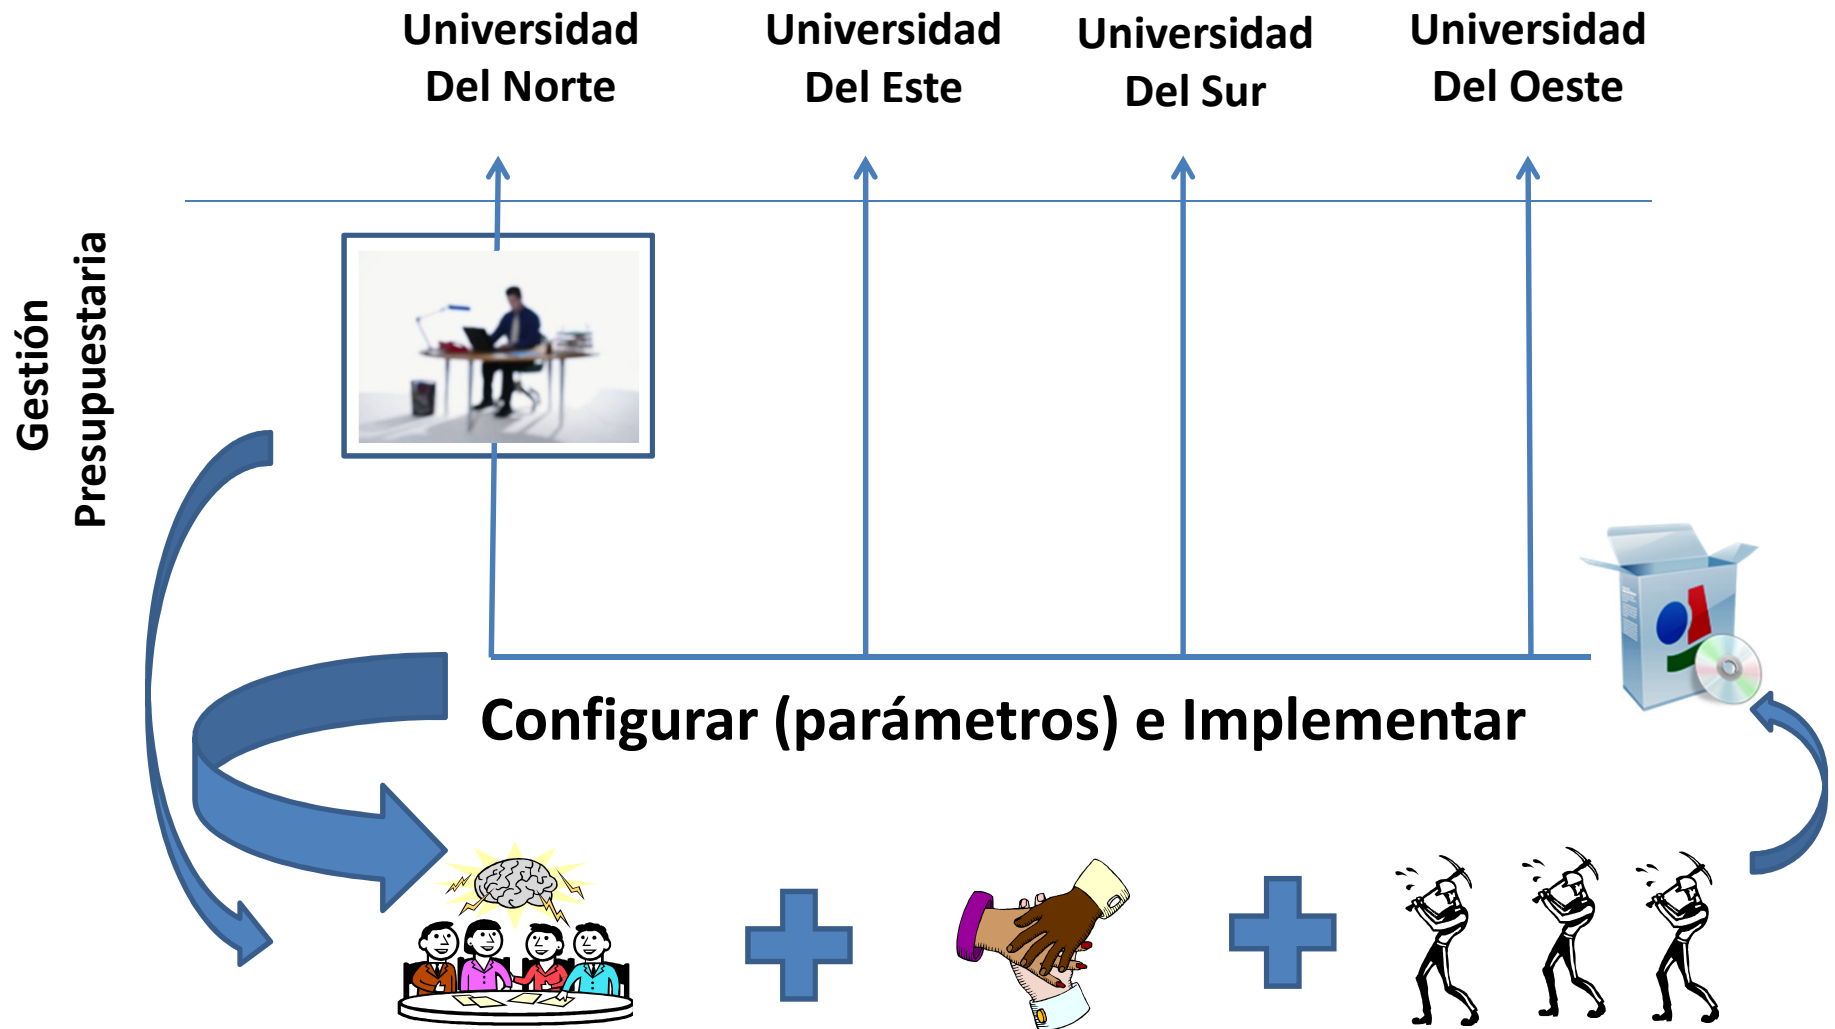 Universidad
Del Norte
Universidad
Del Este
Universidad
Del Sur
Universidad
Del Oeste
Gestión
Presupuestaria
Configurar (parámetros) e Implementar